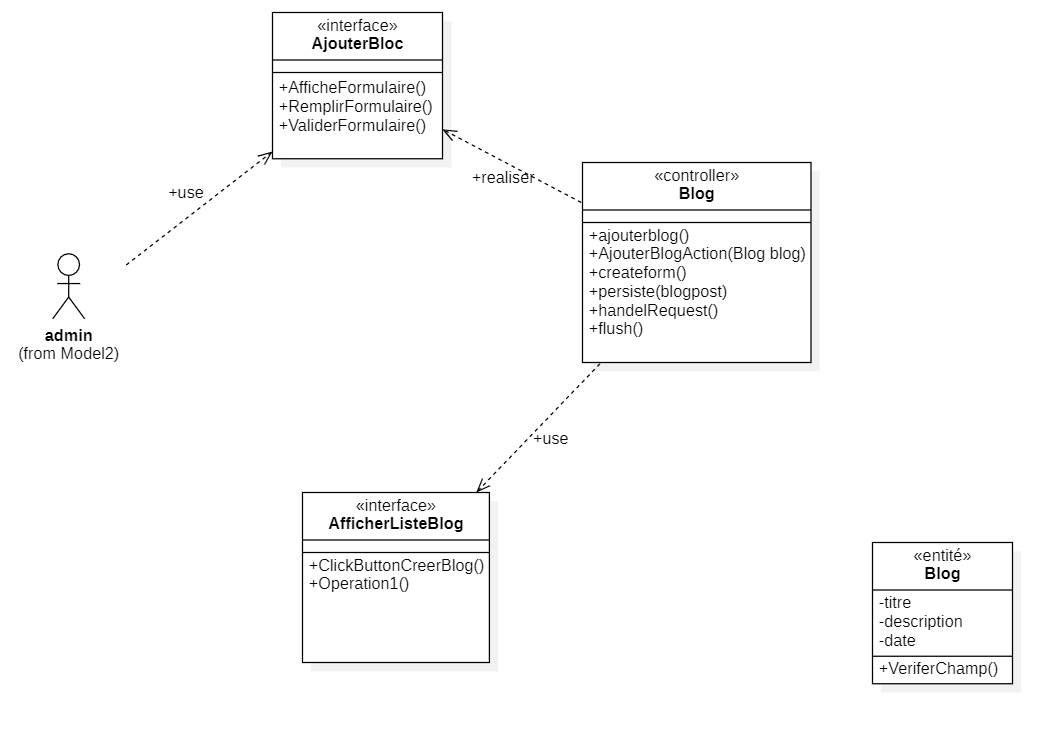 «interface»
AjouterBloc
+AfficheFormulaire()
+RemplirFormulaire()
+ValiderFormulaire()
+use
+realiser
«controller»
Blog
+ajouterblog()
+AjouterBlogAction(Blog blog)
+createform()
+persiste(blogpost)
+handelRequest()
+flush()
admin
(from Model2)
+use
«interface»
AfficherListeBlog
+ClickButtonCreerBlog()
+Operation1()
«entité»
Blog
-titre
-description
-date
+VeriferChamp()